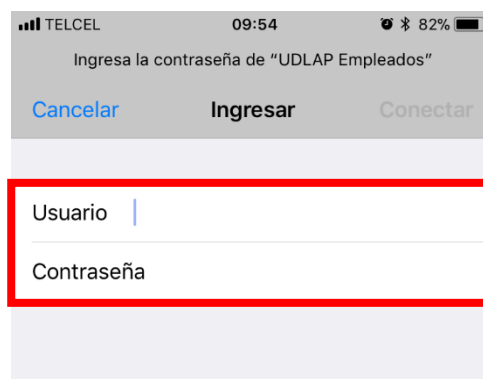 TELCEL 09:54 82%
Ingresa la contraseña de “UDLAP Empleados”
Cancelar Ingresar Conectar
Usuario
Contraseña